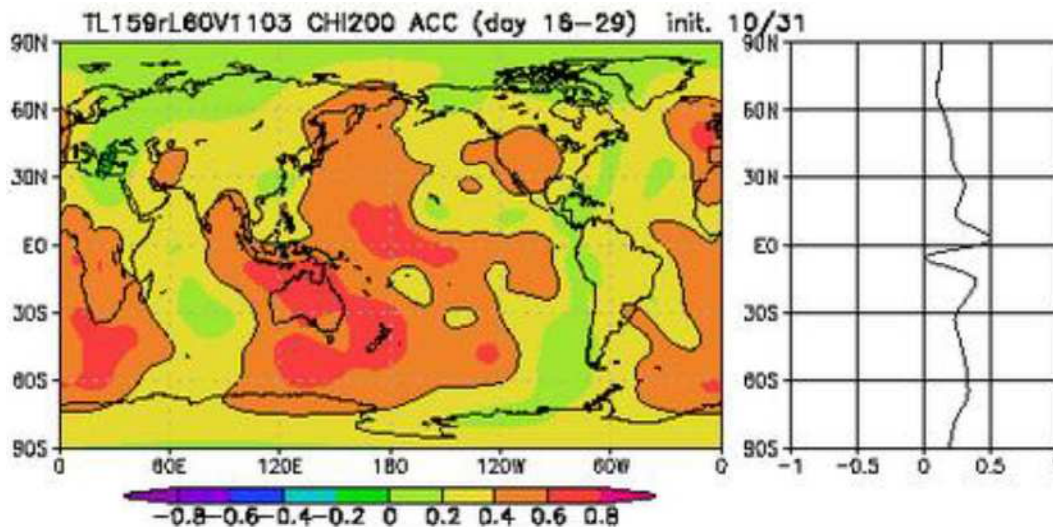 TL159rL60V1103 CHI200 ACC (day 16-29) init. 10/31
90N 90N
60N 60N
30N 30N
EQ EQ
30S 30S
60S 60S
90S 90S
0 60E 120E 180 120W 60W 0 -1 -0.5 0 0.5
-0.8 -0.6 -0.4 -0.2 0 0.2 0.4 0.6 0.8